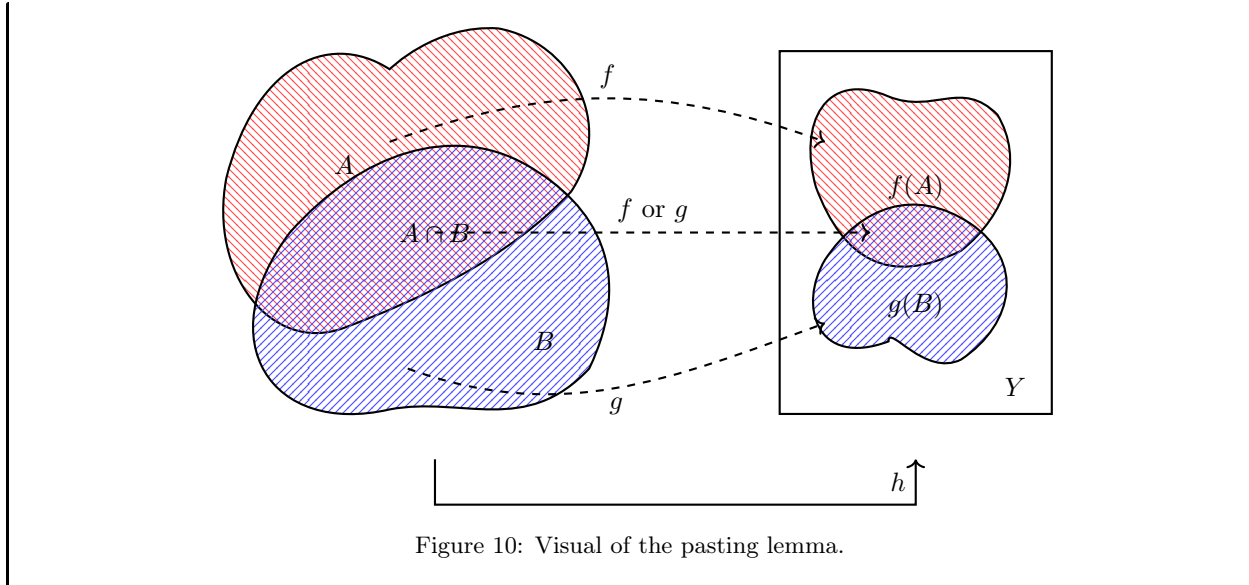 f
A
f(A)
f or g
A ∩ B
g(B)
B
Y
g
h
Figure 10: Visual of the pasting lemma.